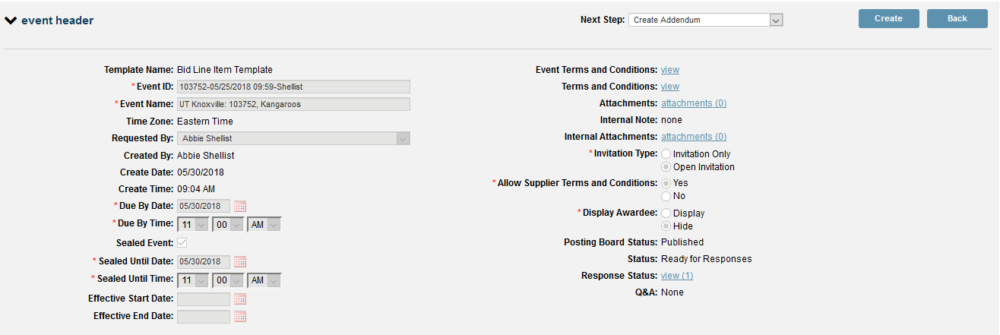 event header
Next Step: Create Addendum
Create
Back
Template Name: Bid Line Item Template
* Event ID: 103752-05/25/2018 09:59-Shellist
* Event Name: UT Knoxville: 103752, Kangaroos
Time Zone: Eastern Time
Requested By: Abbie Shellist
Created By: Abbie Shellist
Create Date: 05/30/2018
Create Time: 09:04 AM
* Due By Date: 05/30/2018
* Due By Time: 11 00 AM
Sealed Event:
* Sealed Until Date: 05/30/2018
* Sealed Until Time: 11 00 AM
Effective Start Date:
Effective End Date:
Event Terms and Conditions: view
Terms and Conditions: view
Attachments: attachments (0)
Internal Note: none
Internal Attachments: attachments (0)
* Invitation Type: Invitation Only
Open Invitation
* Allow Supplier Terms and Conditions: Yes
No
* Display Awardee: Display
Hide
Posting Board Status: Published
Status: Ready for Responses
Response Status: view (1)
Q&A: None